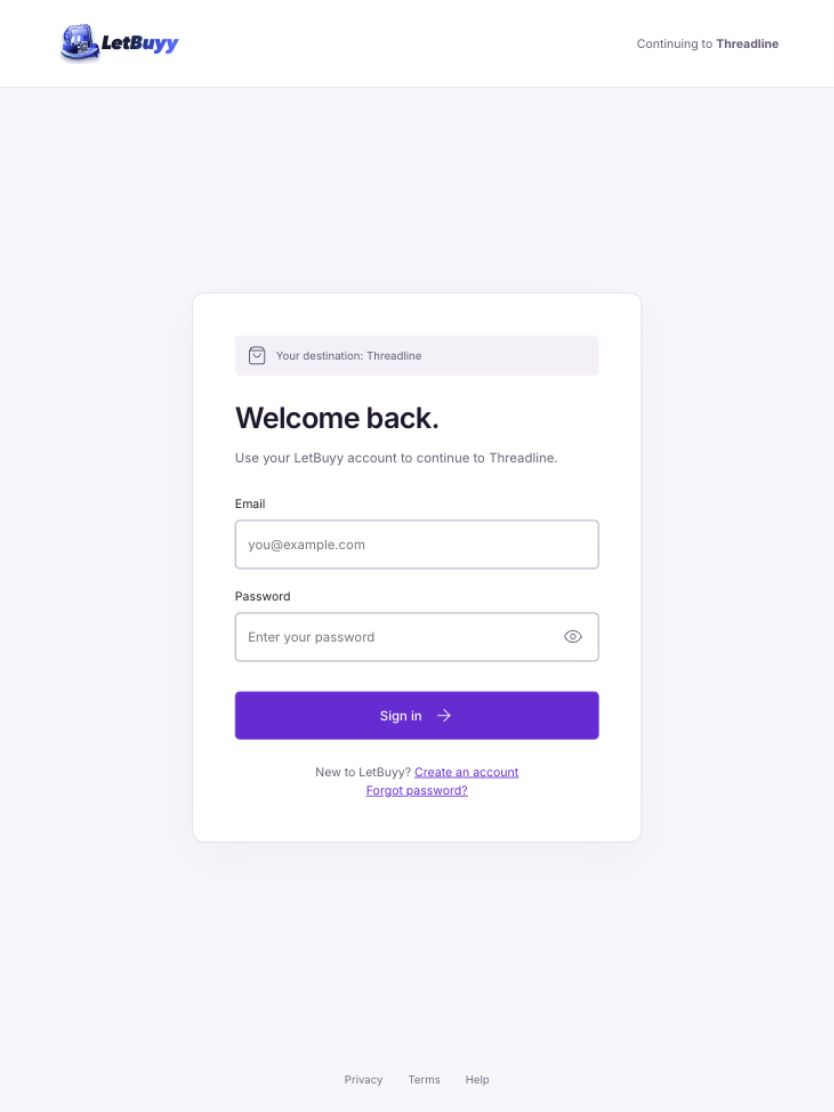 LetBuyy
Continuing to Threadline
Your destination: Threadline
Welcome back.
Use your LetBuyy account to continue to Threadline.
Email
you@example.com
Password
Enter your password
Sign in
New to LetBuyy? Create an account
Forgot password?
Privacy Terms Help